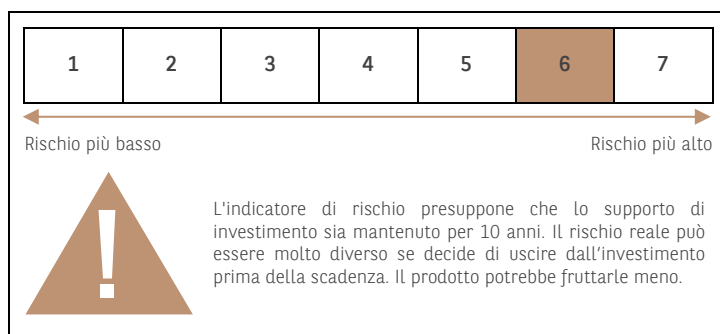 1 2 3 4 5 6 7
Rischio più basso Rischio più alto
!
L'indicatore di rischio presuppone che lo supporto di
investimento sia mantenuto per 10 anni. Il rischio reale può
essere molto diverso se decide di uscire dall'investimento
prima della scadenza. Il prodotto potrebbe fruttarle meno.